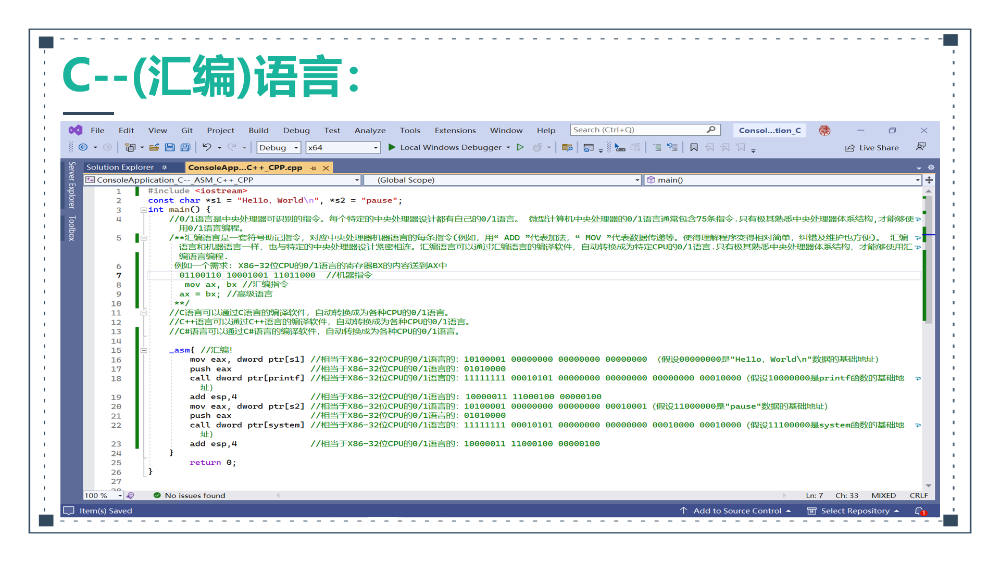 C--(汇编)语言：
File Edit View Git Project Build Debug Test Analyze Tools Extensions Window Help Search (Ctrl+Q) Consol...tion_C
Debug x64 Local Windows Debugger Live Share
Server Explorer
Toolbox
Solution Explorer ConsoleApp...C++_CPP.cpp
ConsoleApplication_C--_ASM_C++_CPP (Global Scope) main()
1 #include <iostream>
2 const char *s1 = "He11o, World\n", *s2 = "pause";
3 int main() {
4 //0/1语言是中央处理器可识别的指令。每个特定的中央处理器设计都有自己的0/1语言。 微型计算机中央处理器的0/1语言通常包含75条指令.只有极其熟悉中央处理器体系结构,才能够使
用0/1语言编程。
5 /**汇编语言是一套符号助记指令，对应中央处理器机器语言的每条指令(例如，用“ ADD ”代表加法，“ MOV ”代表数据传递等。使得理解程序变得相对简单，纠错及维护也方便)。 汇编
语言和机器语言一样，也与特定的中央处理器设计紧密相连。汇编语言可以通过汇编语言的编译软件，自动转换成为特定CPU的0/1语言.只有极其熟悉中央处理器体系结构，才能够使用汇
编语言编程.
6 例如一个需求: X86-32位CPU的0/1语言的寄存器BX的内容送到AX中
7 01100110 10001001 11011000 //机器指令
8 mov ax, bx //汇编指令
9 ax = bx; //高级语言
10 **/
11 //C语言可以通过C语言的编译软件，自动转换成为各种CPU的0/1语言。
12 //C++语言可以通过C++语言的编译软件，自动转换成为各种CPU的0/1语言。
13 //C#语言可以通过C#语言的编译软件，自动转换成为各种CPU的0/1语言。
14
15 _asm{ //汇编!
16 mov eax, dword ptr[s1] //相当于X86-32位CPU的0/1语言的: 10100001 00000000 00000000 00000000 (假设00000000是"He11o, World\n"数据的基础地址)
17 push eax //相当于X86-32位CPU的0/1语言的: 01010000
18 call dword ptr[printf] //相当于X86-32位CPU的0/1语言的: 11111111 00010101 00000000 00000000 00000000 00010000 (假设10000000是printf函数的基础地
址)
19 add esp,4 //相当于X86-32位CPU的0/1语言的: 10000011 11000100 00000100
20 mov eax, dword ptr[s2] //相当于X86-32位CPU的0/1语言的: 10100001 00000000 00000000 00010001 (假设11000000是"pause"数据的基础地址)
21 push eax //相当于X86-32位CPU的0/1语言的: 01010000
22 call dword ptr[system] //相当于X86-32位CPU的0/1语言的: 11111111 00010101 00000000 00000000 00010000 00010000 (假设11100000是system函数的基础地
址)
23 add esp,4 //相当于X86-32位CPU的0/1语言的: 10000011 11000100 00000100
24 }
25 return 0;
26 }
27
28
100 % No issues found Ln: 7 Ch: 33 MIXED CRLF
Item(s) Saved Add to Source Control Select Repository 1